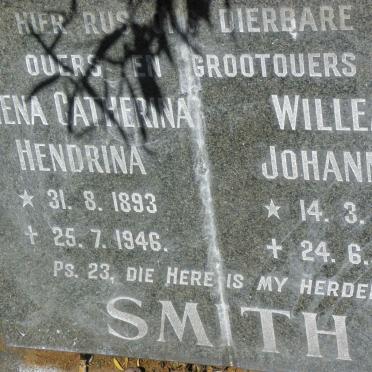 HIER RUS DIERBARE
OUERS EN GROOTOUERS
ENA CATHERINA WILLE
HENDRINA JOHANN
* 31. 8. 1893 * 14. 3.
+ 25. 7. 1946. + 24. 6.
PS. 23, DIE HERE IS MY HERDE
SMITH